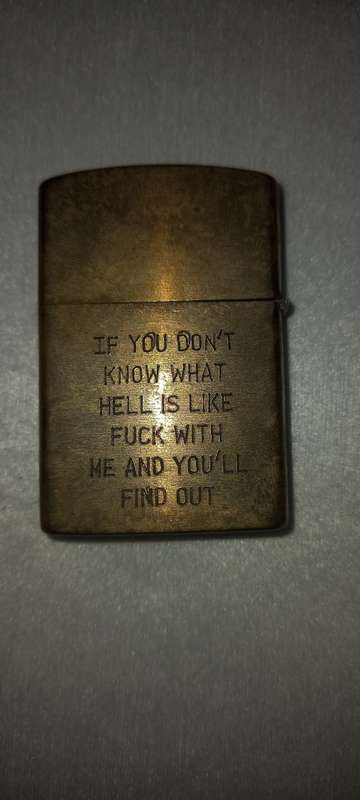 IF YOU DON'T
KNOW WHAT
HELL IS LIKE
FUCK WITH
ME AND YOU'LL
FIND OUT